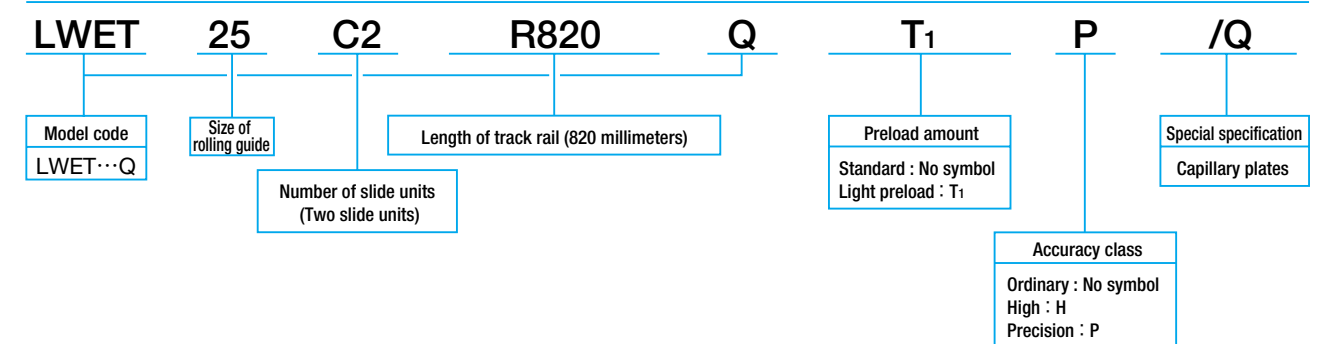 LWET 25 C2 R820 Q T1 P /Q
Model code
LWET…Q
Size of
rolling guide
Number of slide units
(Two slide units)
Length of track rail (820 millimeters)
Preload amount
Standard : No symbol
Light preload : T1
Accuracy class
Ordinary : No symbol
High : H
Precision : P
Special specification
Capillary plates